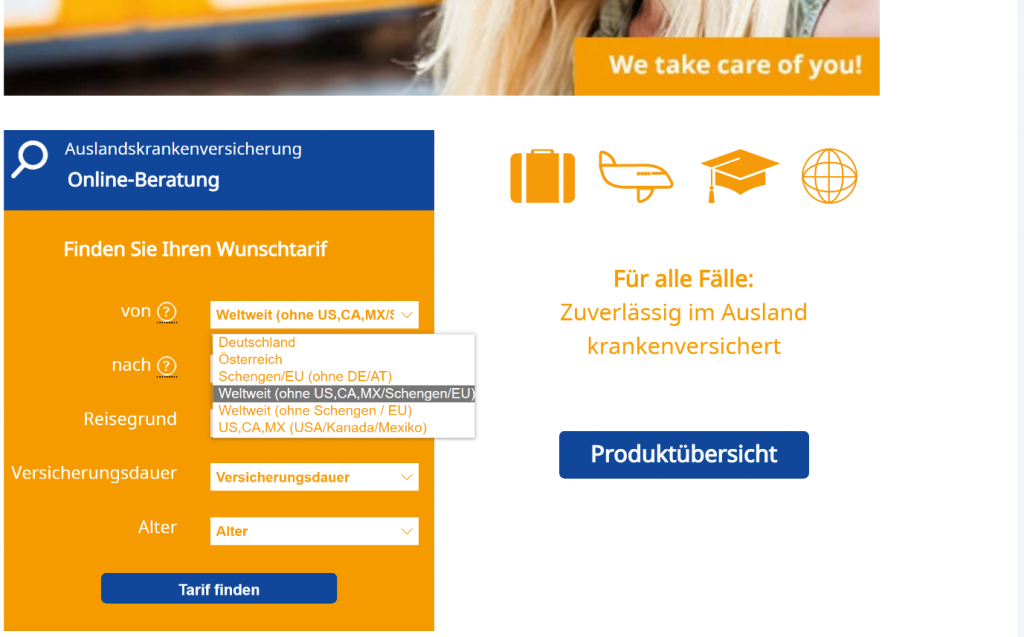 We take care of you!
Auslandskrankenversicherung
Online-Beratung
Finden Sie Ihren Wunschtarif
von ?
Weltweit (ohne US,CA,MX/S
Deutschland
Österreich
Schengen/EU (ohne DE/AT)
Weltweit (ohne US,CA,MX/Schengen/EU)
Weltweit (ohne Schengen / EU)
US,CA,MX (USA/Kanada/Mexiko)
nach ?
Reisegrund
Versicherungsdauer
Versicherungsdauer
Alter
Alter
Tarif finden
Für alle Fälle:
Zuverlässig im Ausland
krankenversichert
Produktübersicht